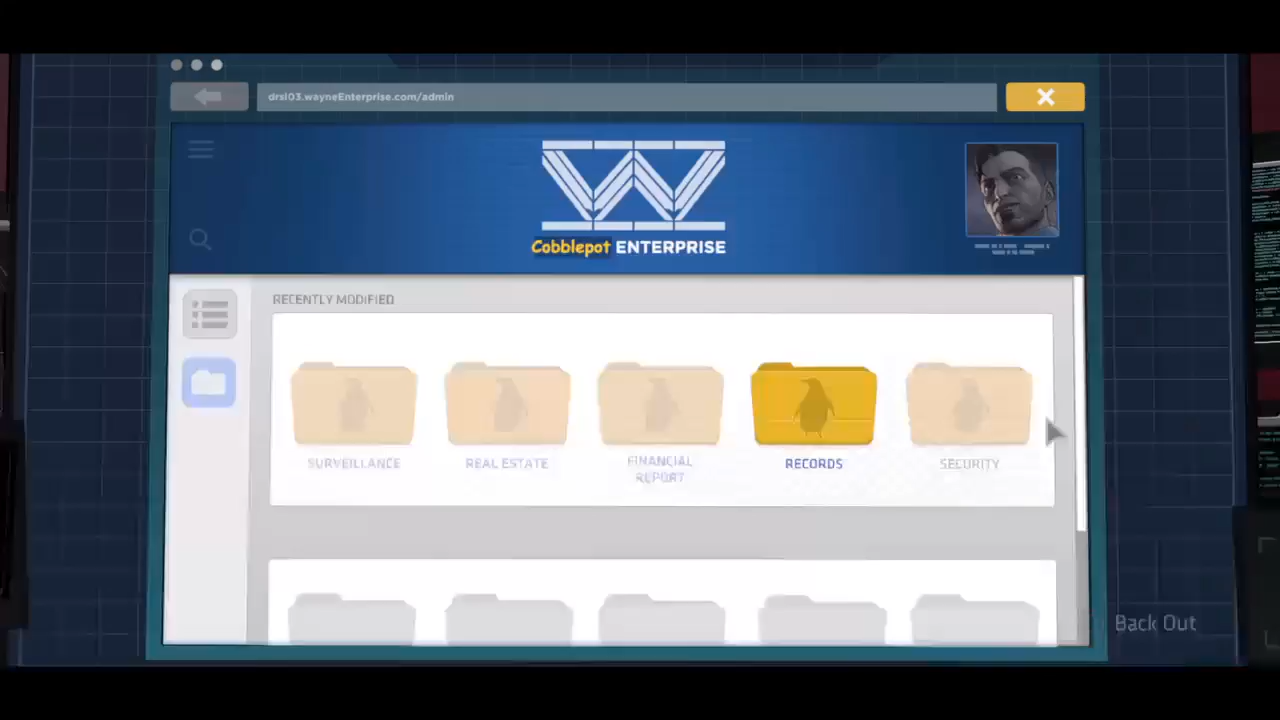 drsl03.wayneEnterprise.com/admin
Cobblepot ENTERPRISE
RECENTLY MODIFIED
SURVEILLANCE
REAL ESTATE
FINANCIAL
REPORT
RECORDS
SECURITY
Back Out